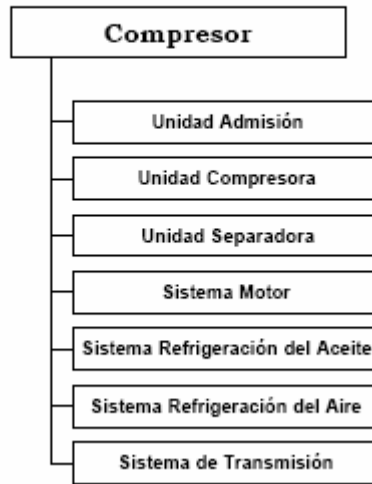 Compresor
Unidad Admisión
Unidad Compresora
Unidad Separadora
Sistema Motor
Sistema Refrigeración del Aceite
Sistema Refrigeración del Aire
Sistema de Transmisión